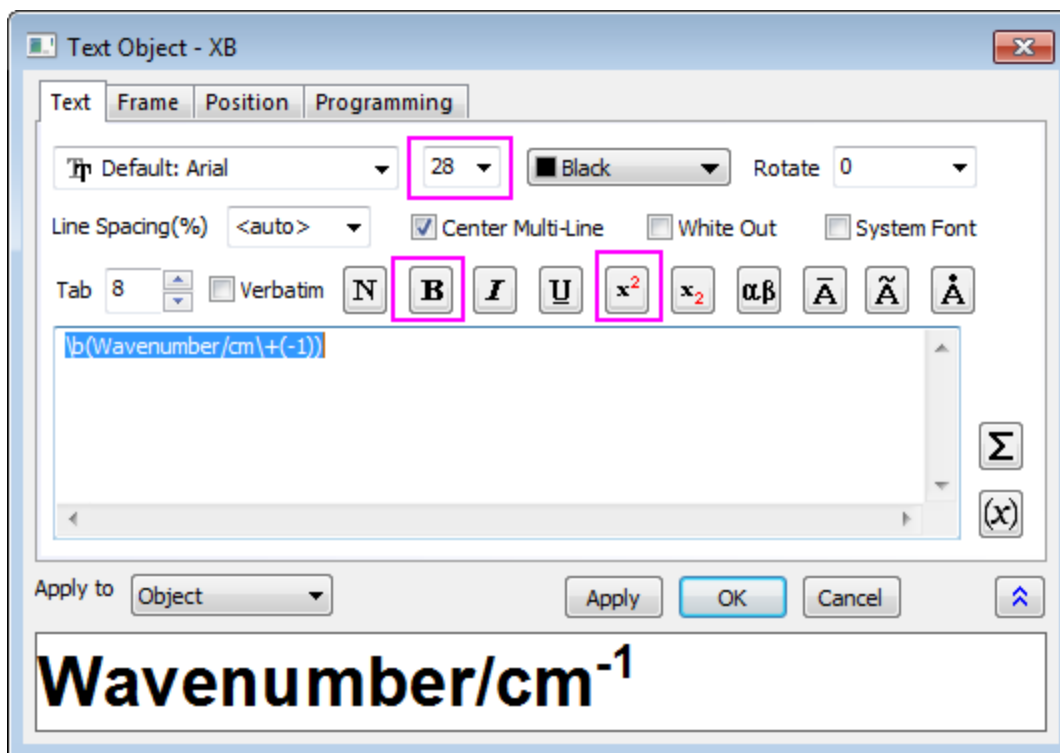 Text Object - XB
Text Frame Position Programming
Default: Arial 28 Black Rotate 0
Line Spacing(%) <auto> Center Multi-Line White Out System Font
Tab 8 Verbatim N B I U x² x₂ αβ Ā Ã Å
\b(Wavenumber/cm\+(-1))
Σ
(x)
Apply to Object Apply OK Cancel
Wavenumber/cm⁻¹